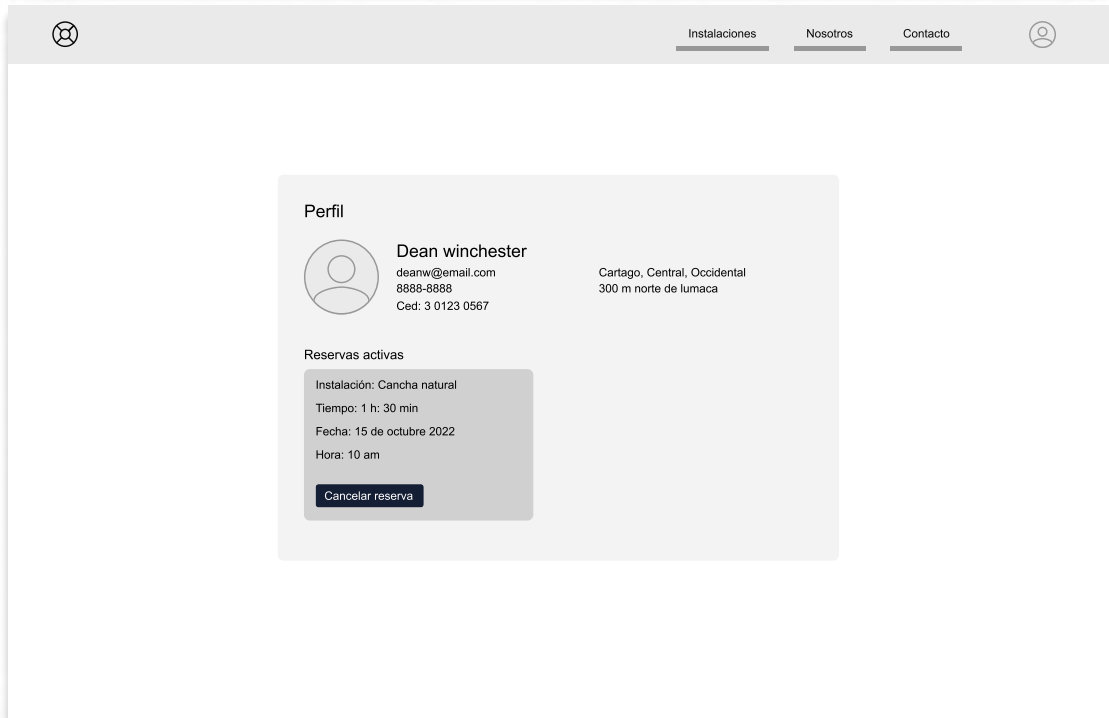 Instalaciones
Nosotros
Contacto
Perfil
Dean winchester
deanw@email.com
8888-8888
Ced: 3 0123 0567
Cartago, Central, Occidental
300 m norte de lumaca
Reservas activas
Instalación: Cancha natural
Tiempo: 1 h: 30 min
Fecha: 15 de octubre 2022
Hora: 10 am
Cancelar reserva